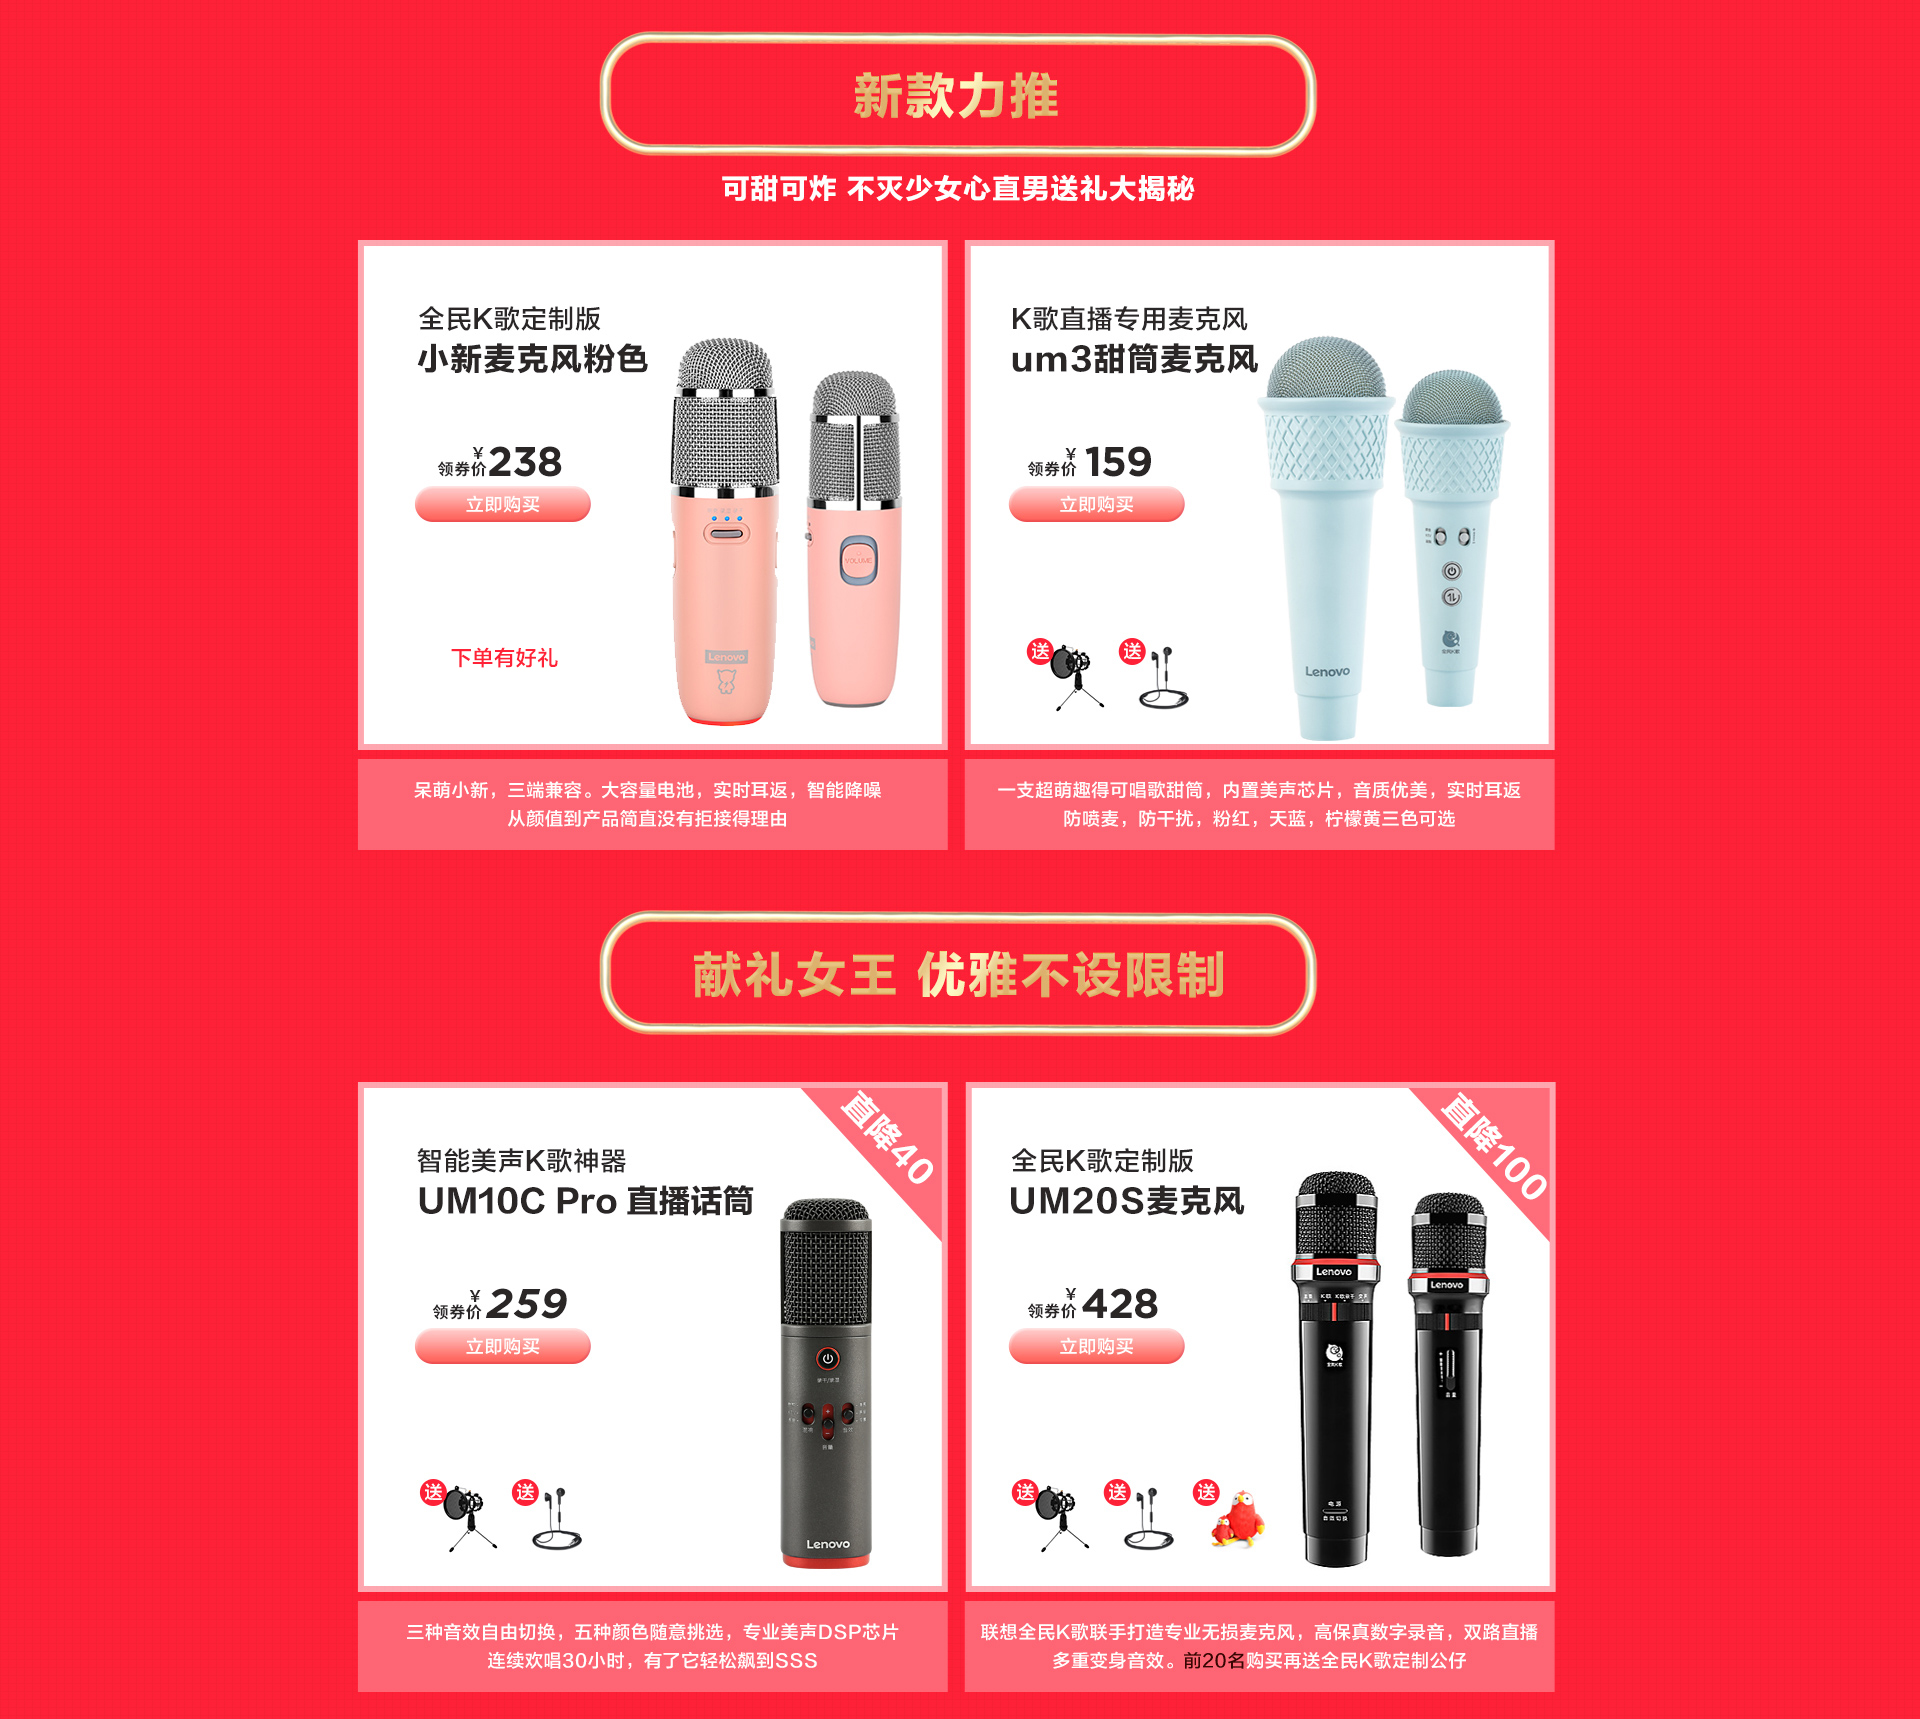 新款力推
可甜可炸 不灭少女心直男送礼大揭秘
全民K歌定制版
小新麦克风粉色
领券价 ¥238
立即购买
下单有好礼
VOLUME
Lenovo
K歌直播专用麦克风
um3甜筒麦克风
领券价 ¥159
立即购买
送 送
全民K歌
Lenovo
呆萌小新，三端兼容。大容量电池，实时耳返，智能降噪
从颜值到产品简直没有拒接得理由
一支超萌趣得可唱歌甜筒，内置美声芯片，音质优美，实时耳返
防喷麦，防干扰，粉红，天蓝，柠檬黄三色可选
献礼女王 优雅不设限制
直降40
智能美声K歌神器
UM10C Pro 直播话筒
领券价 ¥259
立即购买
送 送
Lenovo
直降100
全民K歌定制版
UM20S麦克风
领券价 ¥428
立即购买
送 送 送
Lenovo
Lenovo
全民K歌
音量
电源
三种音效自由切换，五种颜色随意挑选，专业美声DSP芯片
连续欢唱30小时，有了它轻松飙到SSS
联想全民K歌联手打造专业无损麦克风，高保真数字录音，双路直播
多重变身音效。前20名购买再送全民K歌定制公仔